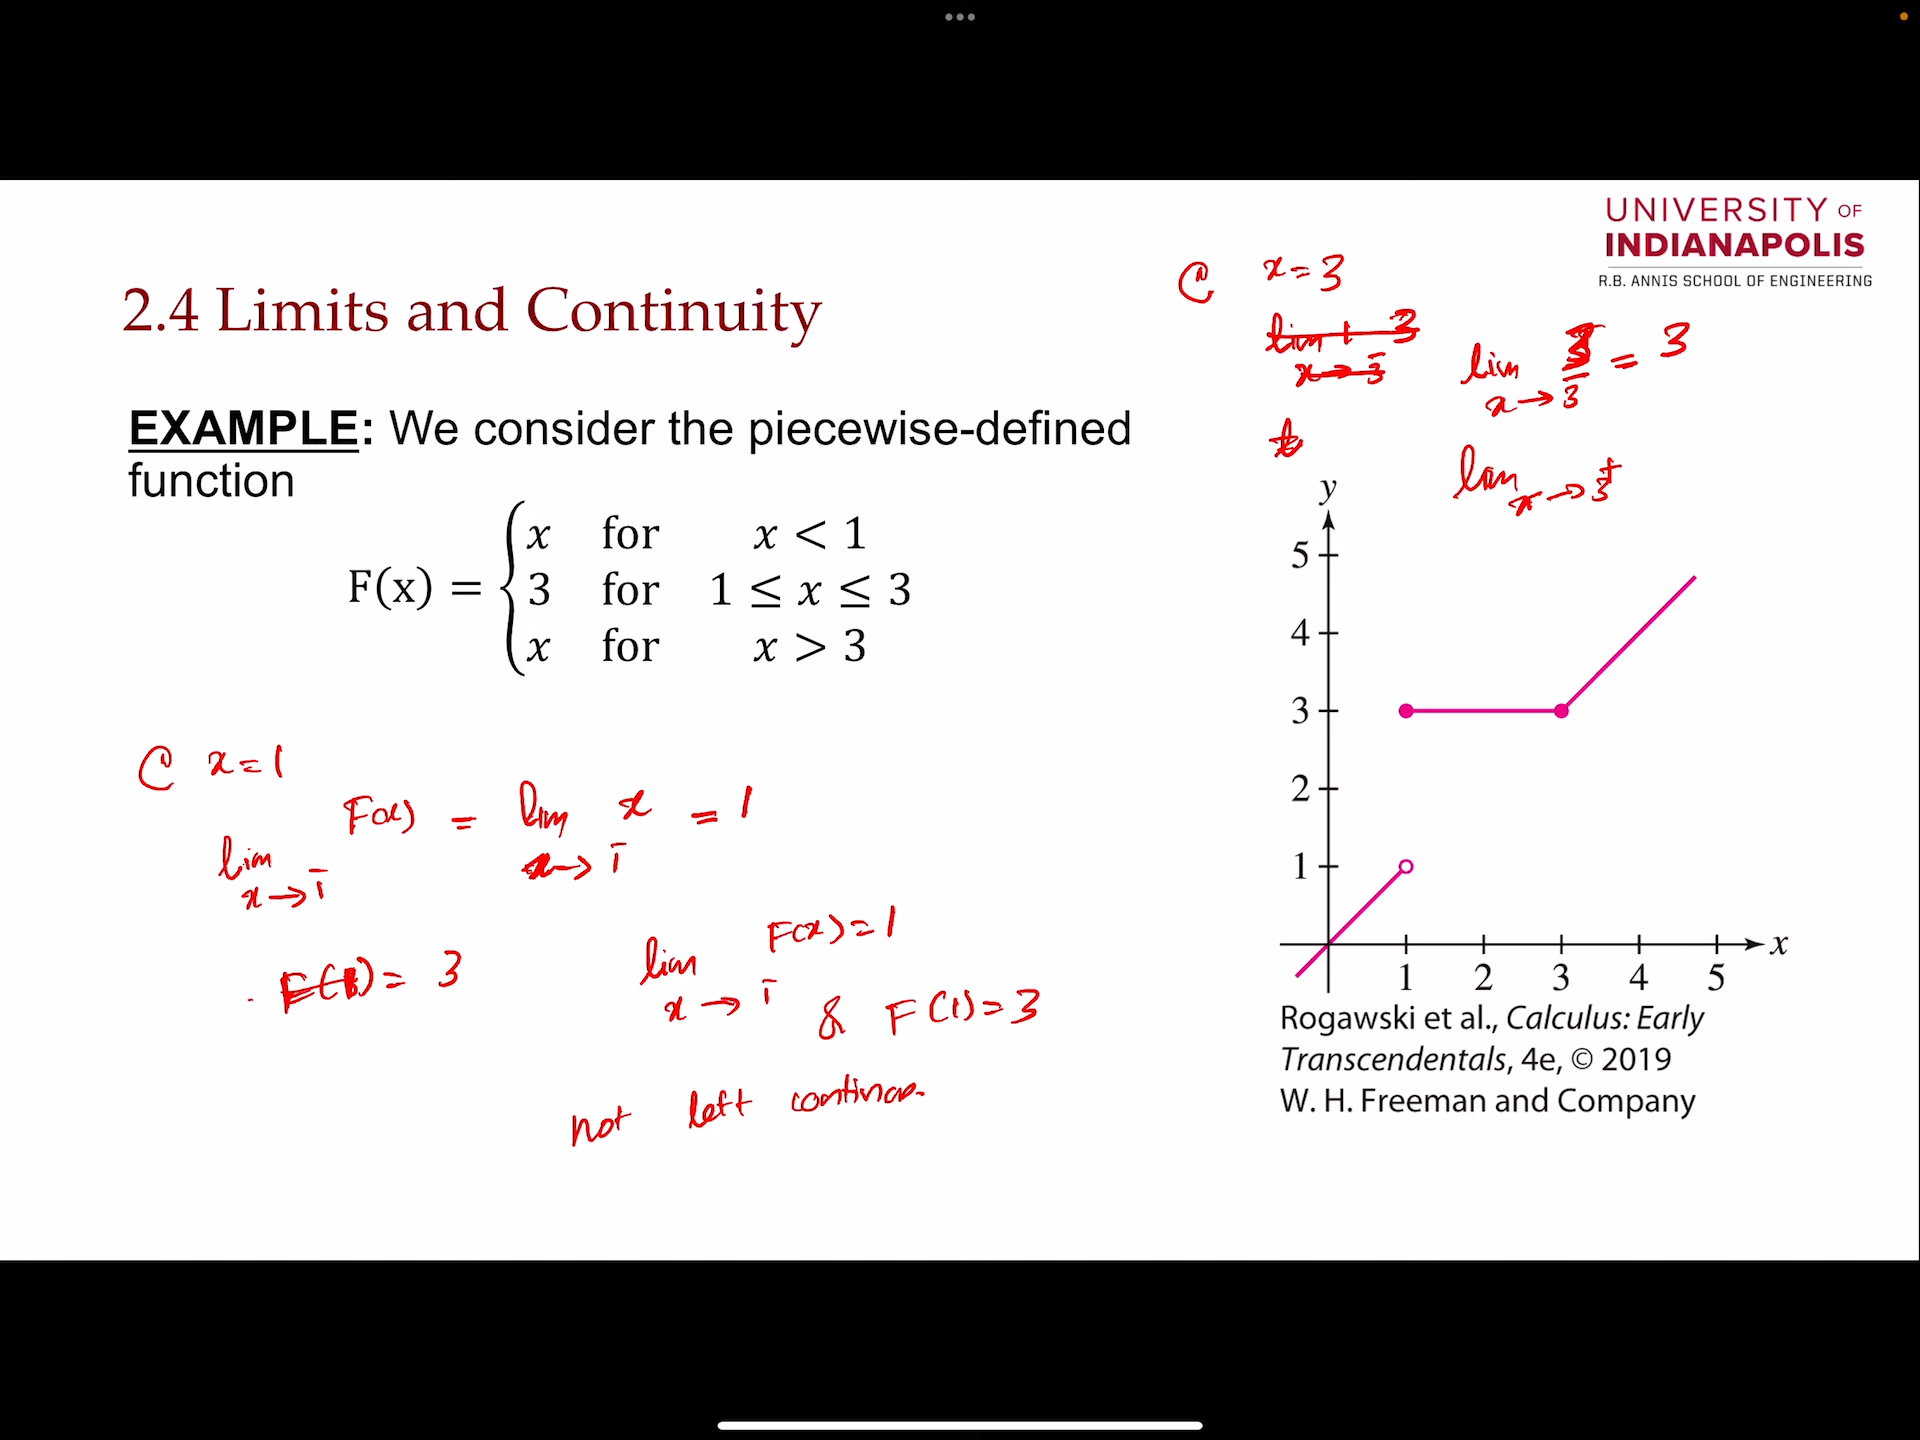 UNIVERSITY OF
INDIANAPOLIS
R.B. ANNIS SCHOOL OF ENGINEERING
2.4 Limits and Continuity
EXAMPLE: We consider the piecewise-defined
function
F(x) = { x for x < 1
3 for 1 ≤ x ≤ 3
x for x > 3
@ x=1
lim x→1⁻ F(x) = lim x→1⁻ x = 1
F(1) = 3
lim x→1⁻ F(x) = 1
& F(1) = 3
not left
@ x=3
lim x→3⁻ = 3
lim x→3⁺
y
5
4
3
2
1
x
1 2 3 4 5
Rogawski et al., Calculus: Early
Transcendentals, 4e, © 2019
W. H. Freeman and Company